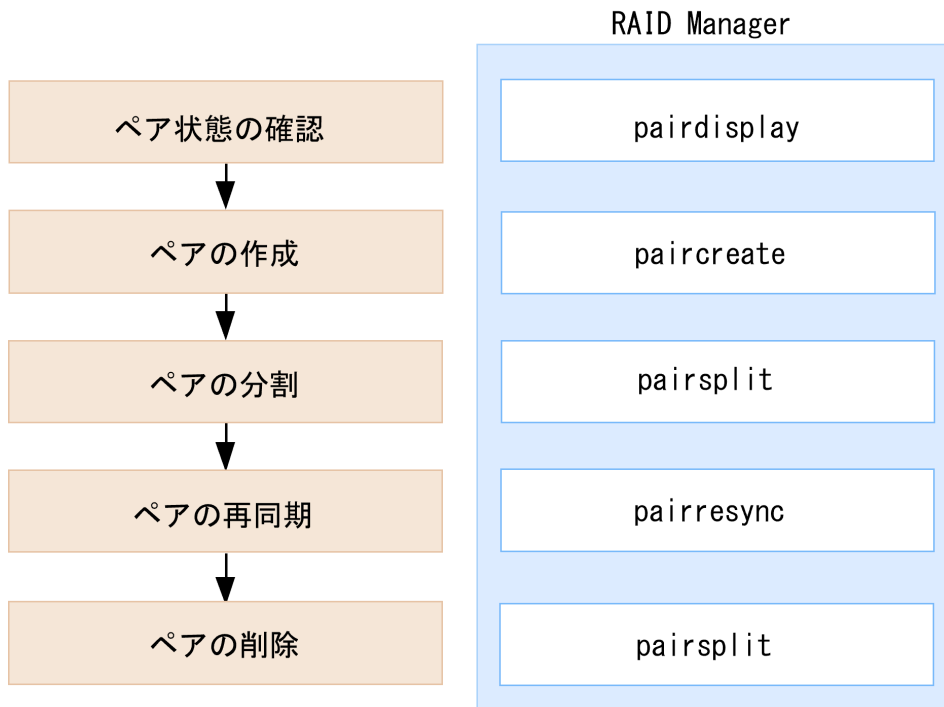 RAID Manager
ペア状態の確認
pairdisplay
ペアの作成
paircreate
ペアの分割
pairsplit
ペアの再同期
pairresync
ペアの削除
pairsplit